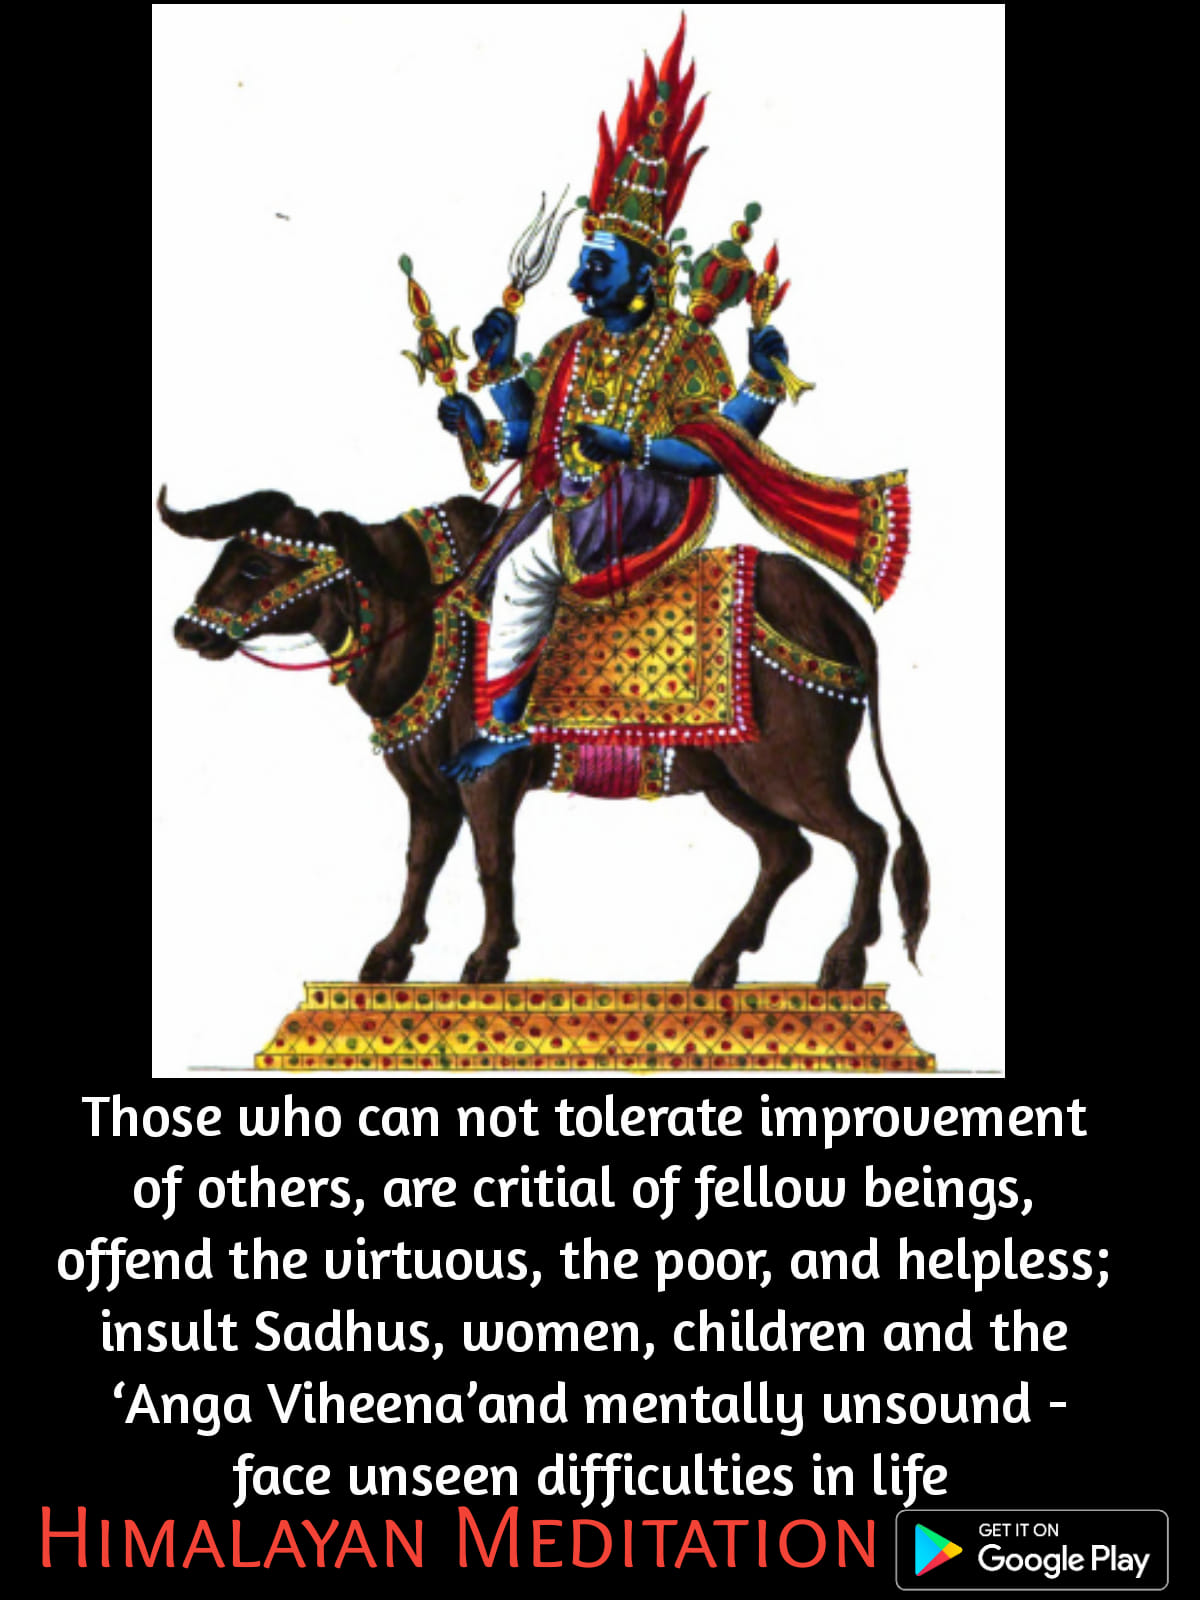 Those who can not tolerate improvement
of others, are critial of fellow beings,
offend the virtuous, the poor, and helpless;
insult Sadhus, women, children and the
‘Anga Viheena’and mentally unsound -
face unseen difficulties in life
HIMALAYAN MEDITATION
GET IT ON
Google Play